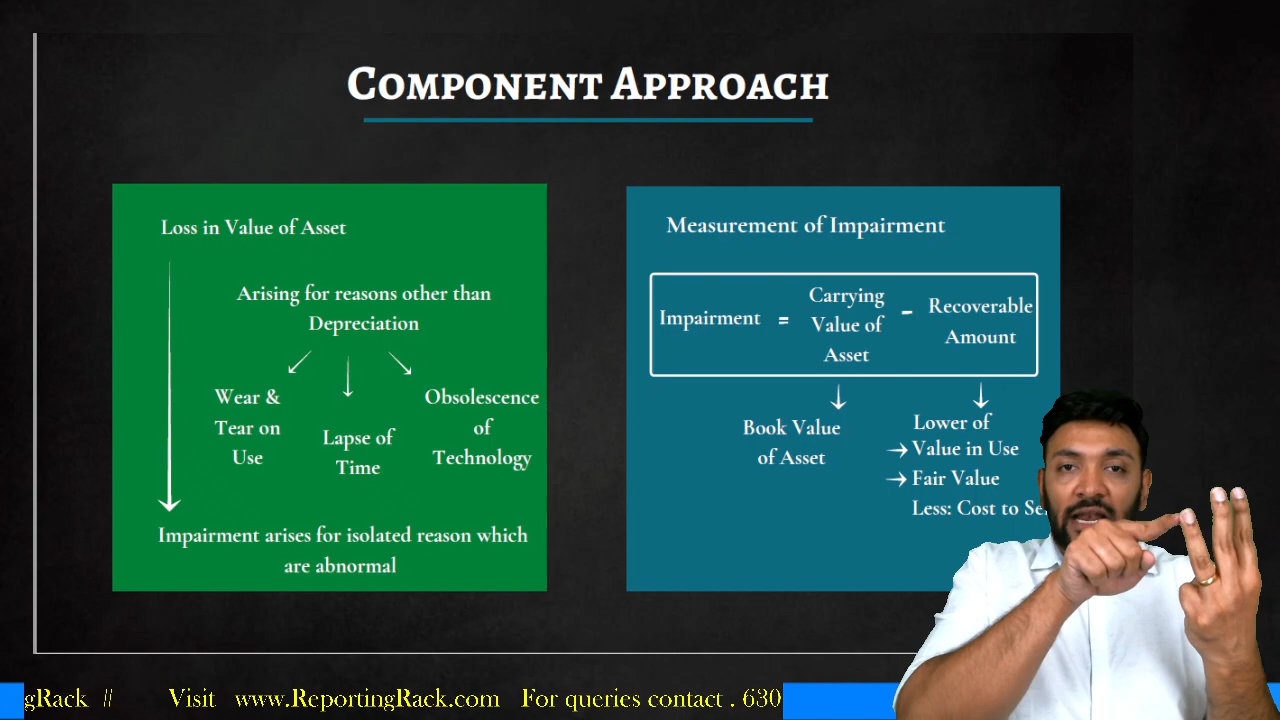 COMPONENT APPROACH
Loss in Value of Asset
Arising for reasons other than
Depreciation
Wear &
Tear on
Use
Lapse of
Time
Obsolescence
of
Technology
Impairment arises for isolated reason which
are abnormal
Measurement of Impairment
Impairment = Carrying
Value of
Asset
- Recoverable
Amount
Book Value
of Asset
Lower of
→ Value in Use
→ Fair Value
Less: Cost to
gRack # Visit www.ReportingRack.com For queries contact . 630